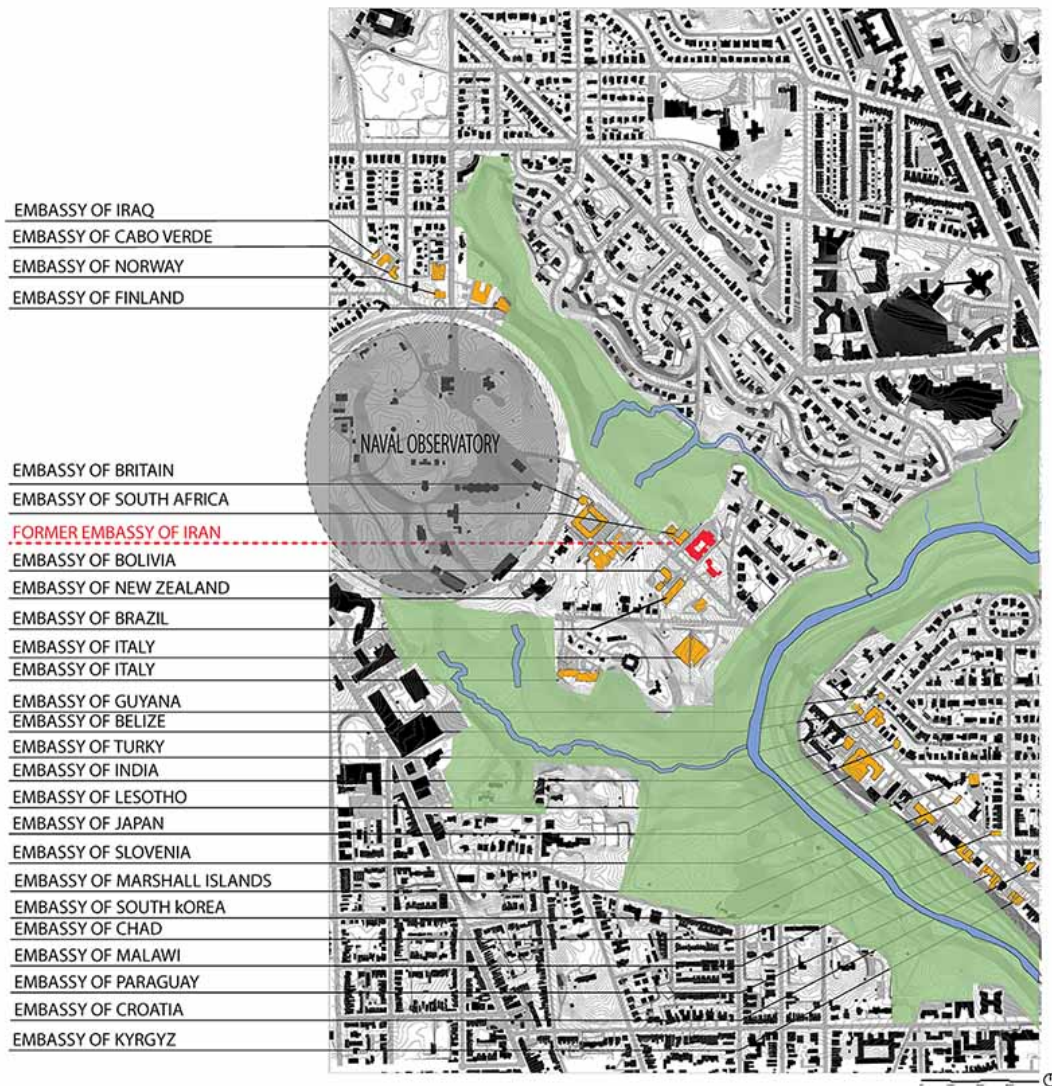 EMBASSY OF IRAQ
EMBASSY OF CABO VERDE
EMBASSY OF NORWAY
EMBASSY OF FINLAND
NAVAL OBSERVATORY
EMBASSY OF BRITAIN
EMBASSY OF SOUTH AFRICA
FORMER EMBASSY OF IRAN
EMBASSY OF BOLIVIA
EMBASSY OF NEW ZEALAND
EMBASSY OF BRAZIL
EMBASSY OF ITALY
EMBASSY OF ITALY
EMBASSY OF GUYANA
EMBASSY OF BELIZE
EMBASSY OF TURKY
EMBASSY OF INDIA
EMBASSY OF LESOTHO
EMBASSY OF JAPAN
EMBASSY OF SLOVENIA
EMBASSY OF MARSHALL ISLANDS
EMBASSY OF SOUTH kOREA
EMBASSY OF CHAD
EMBASSY OF MALAWI
EMBASSY OF PARAGUAY
EMBASSY OF CROATIA
EMBASSY OF KYRGYZ